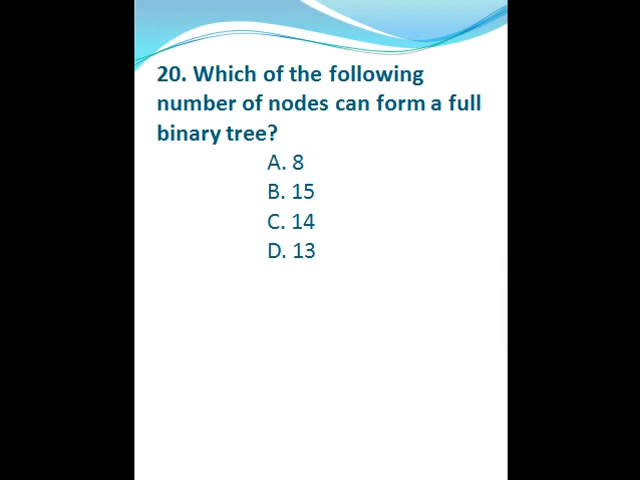 20. Which of the following
number of nodes can form a full
binary tree?
A. 8
B. 15
C. 14
D. 13